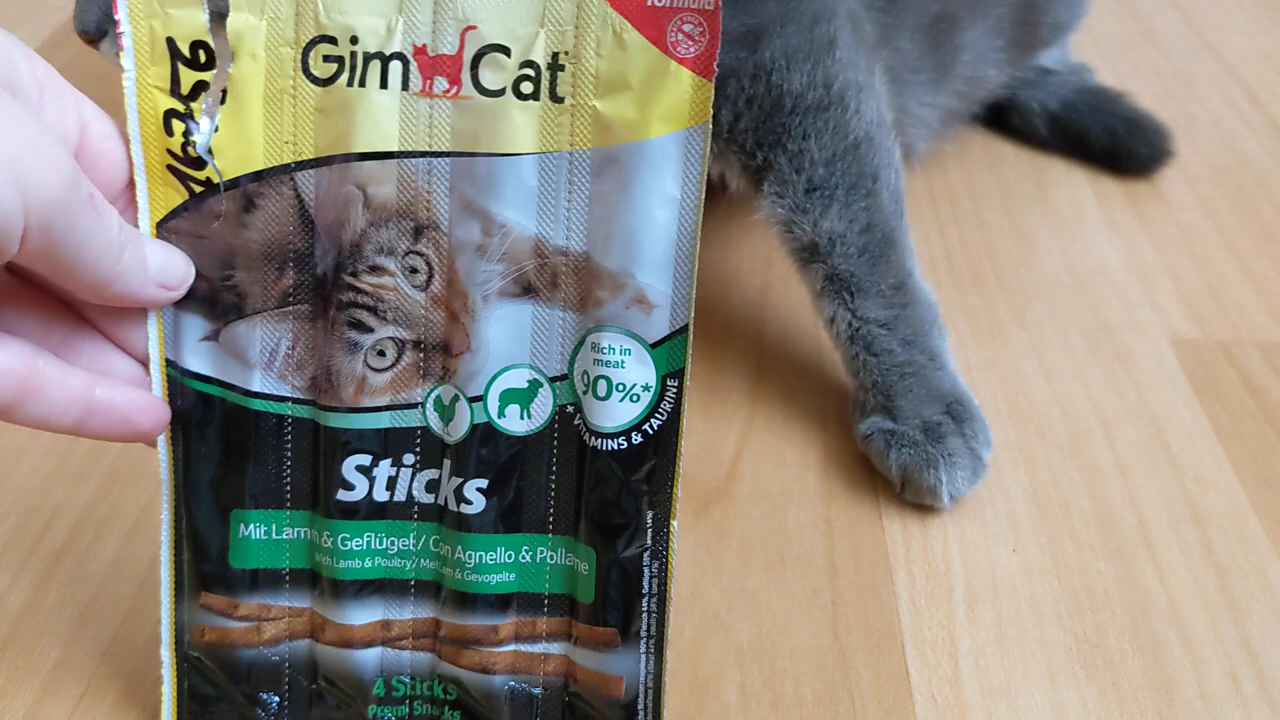 formula
GimCat
Rich in
meat
90%*
+ VITAMINS & TAURINE
Sticks
Mit Lamm & Geflügel / Con Agnello & Pollame
With Lamb & Poultry / Met Lam & Gevogelte
4 Sticks